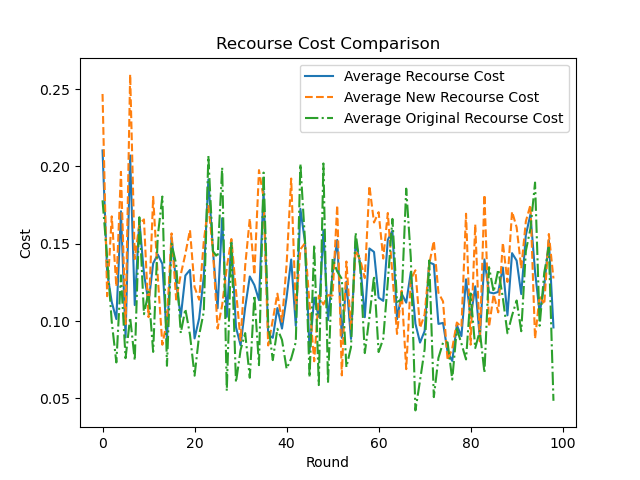 Recourse Cost Comparison
Average Recourse Cost
Average New Recourse Cost
Average Original Recourse Cost
0.25
0.20
0.15
0.10
0.05
Cost
0
20
40
60
80
100
Round